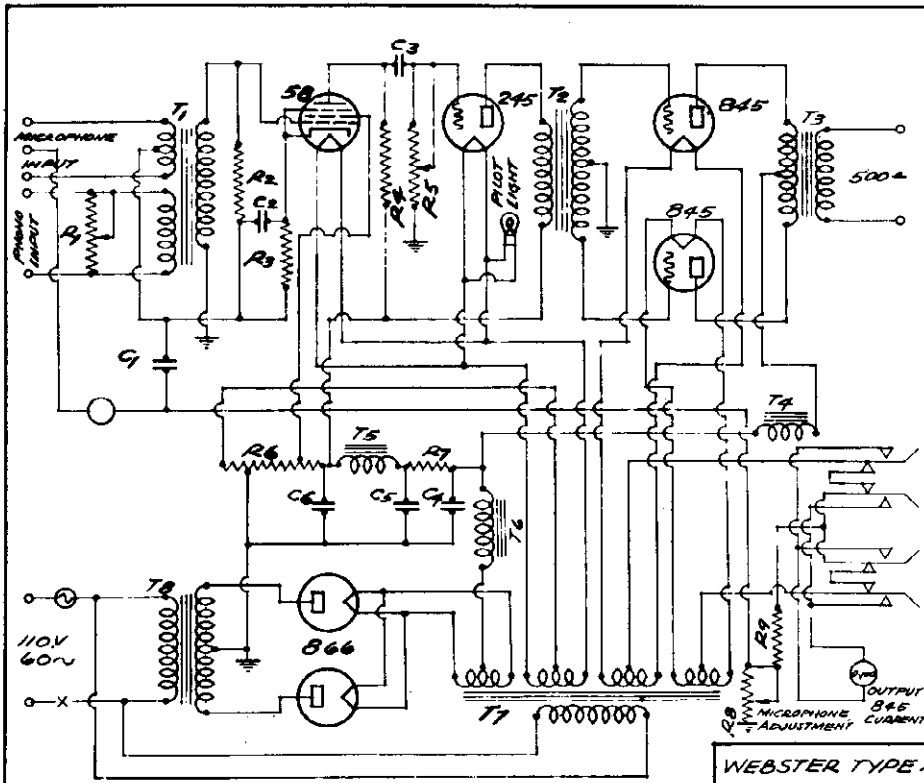 T1
MICROPHONE
INPUT
PHONO
INPUT
R1
C1
R2
C2
R3
58
C3
R4
R5
245
PILOT
LIGHT
T2
845
845
T3
500Ω
T4
R6
T5
R7
C6
C5
C4
T6
110V
60~
T8
866
T7
R8
R9
MICROPHONE
ADJUSTMENT
OUTPUT
845
CURRENT
WEBSTER TYPE